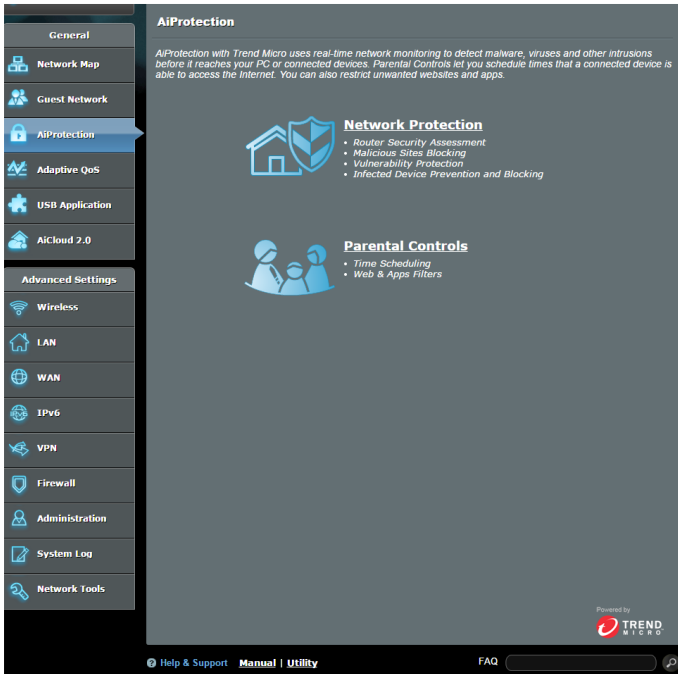 General
Network Map
Guest Network
AiProtection
Adaptive QoS
USB Application
AiCloud 2.0
Advanced Settings
Wireless
LAN
WAN
IPv6
VPN
Firewall
Administration
System Log
Network Tools
AiProtection
AiProtection with Trend Micro uses real-time network monitoring to detect malware, viruses and other intrusions
before it reaches your PC or connected devices. Parental Controls let you schedule times that a connected device is
able to access the Internet. You can also restrict unwanted websites and apps.
Network Protection
• Router Security Assessment
• Malicious Sites Blocking
• Vulnerability Protection
• Infected Device Prevention and Blocking
Parental Controls
• Time Scheduling
• Web & Apps Filters
Powered by
TREND
MICRO
Help & Support Manual | Utility FAQ